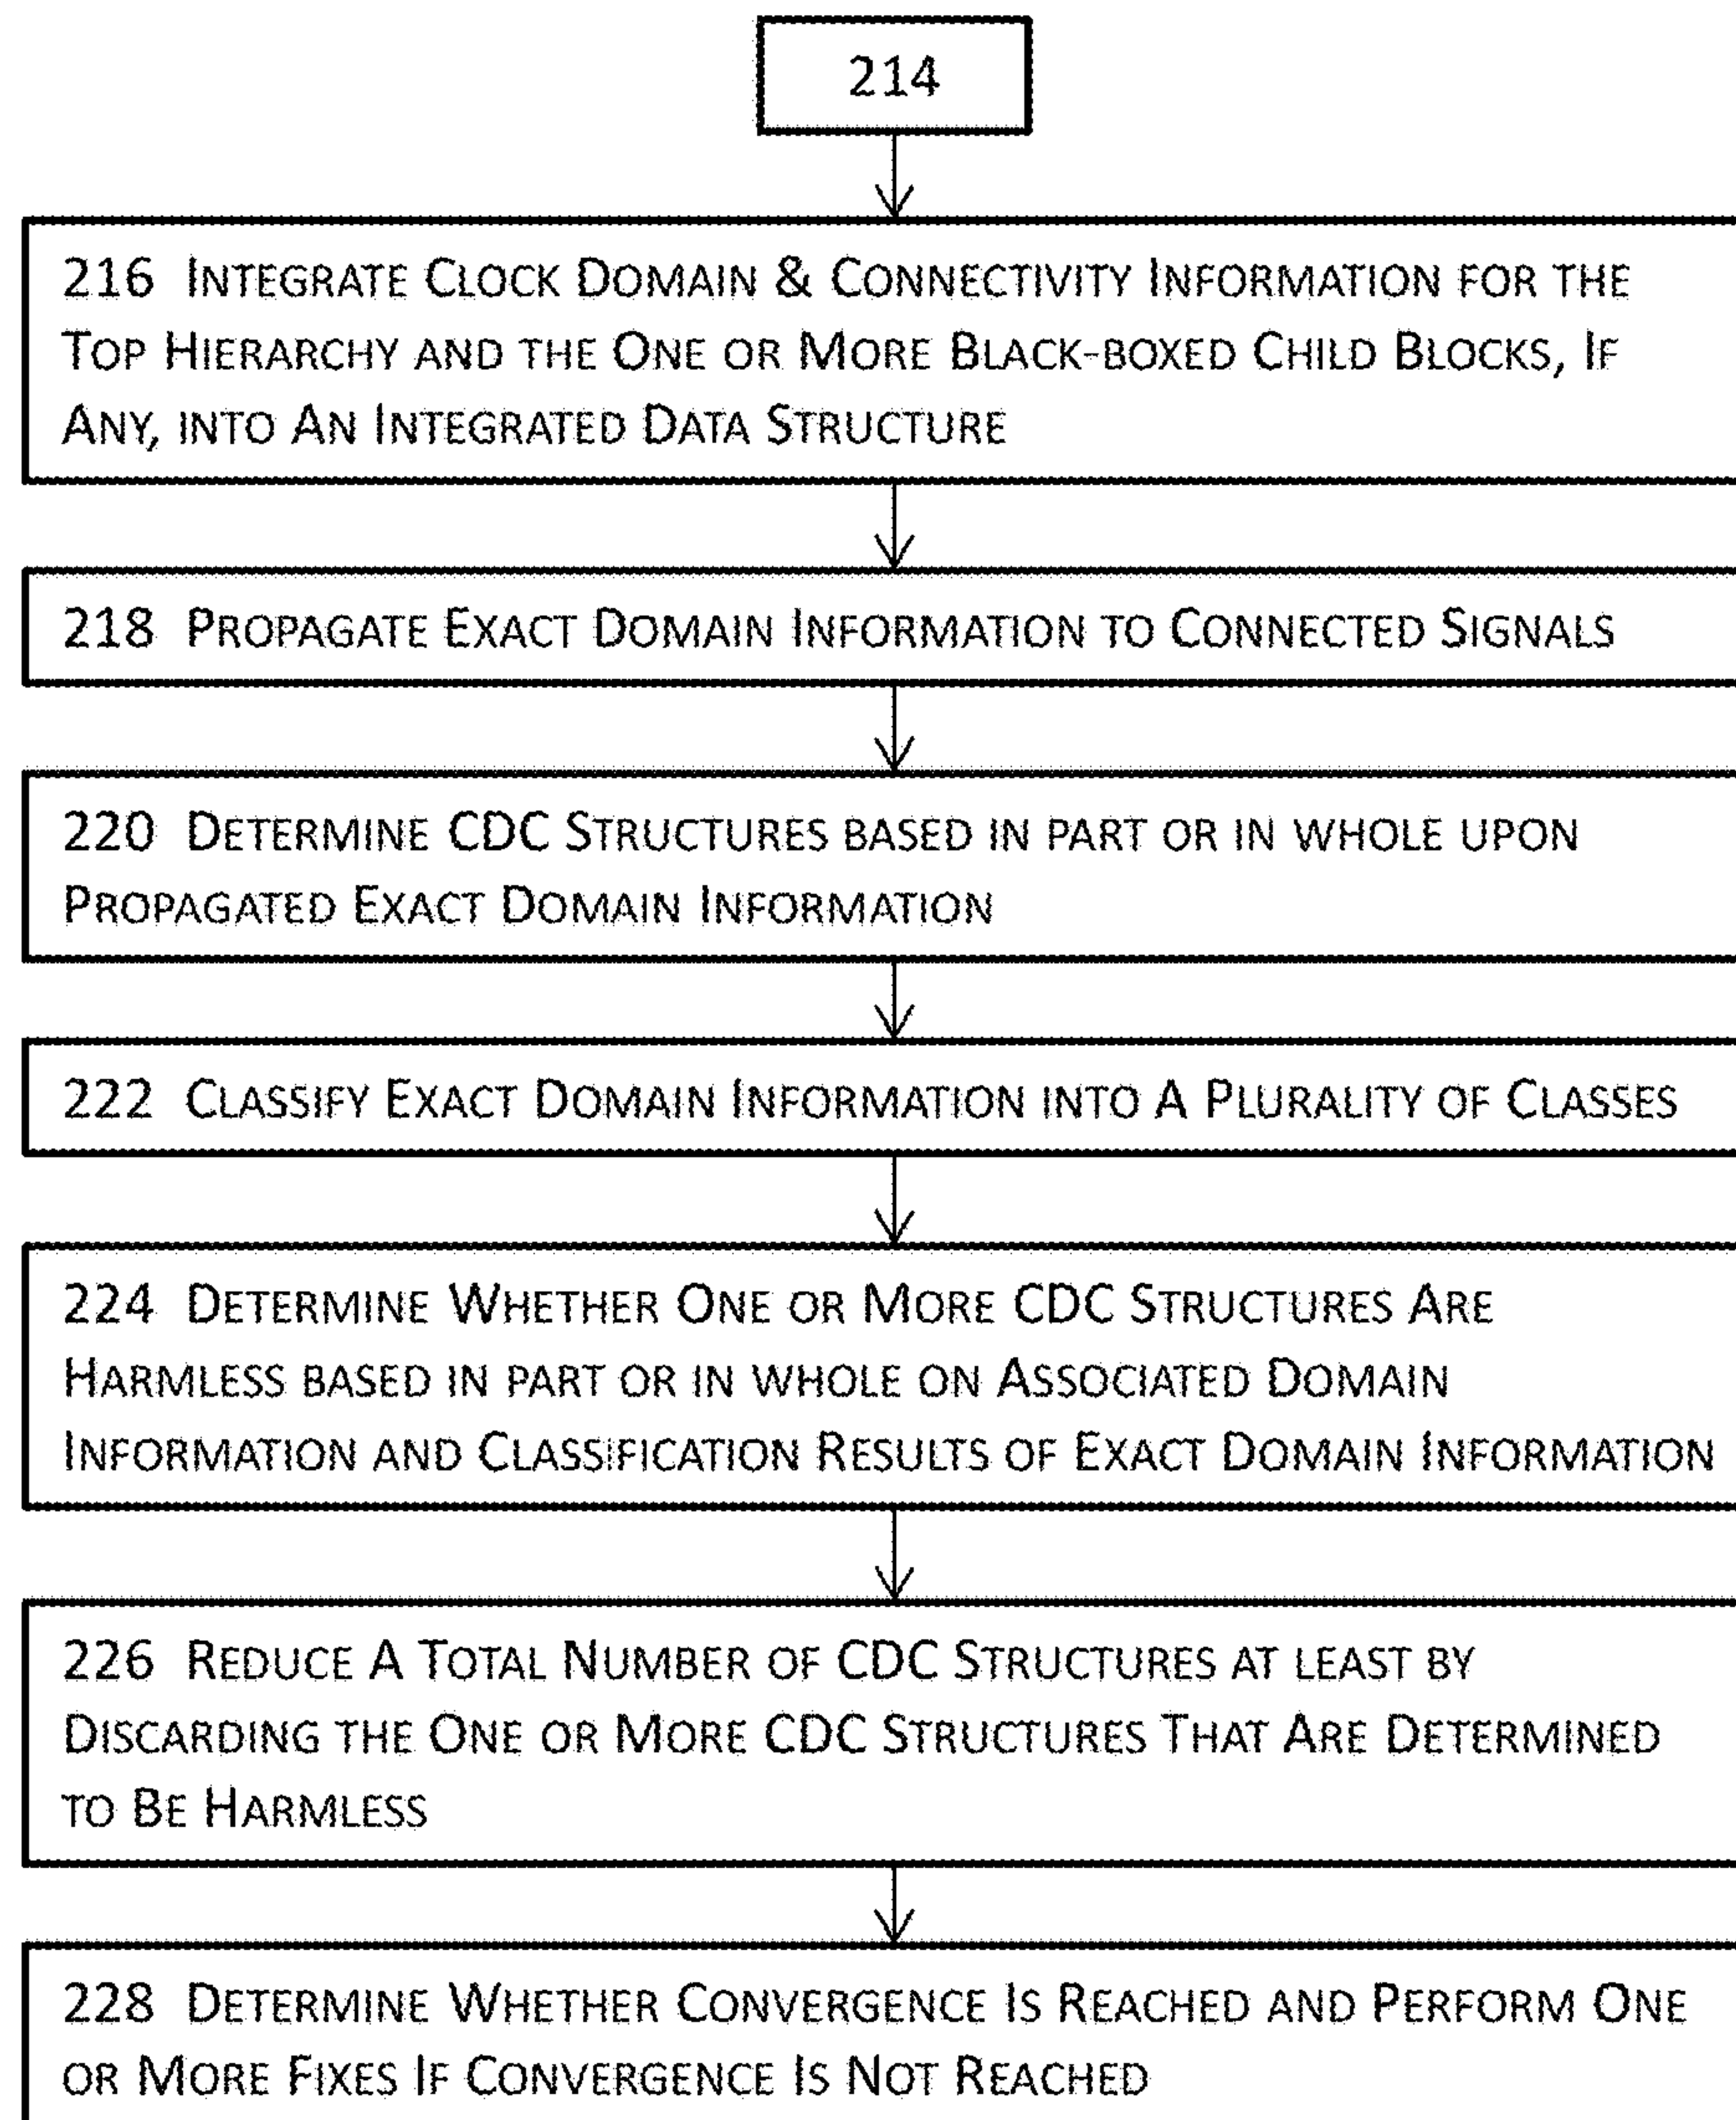 214
216 INTEGRATE CLOCK DOMAIN & CONNECTIVITY INFORMATION FOR THE
TOP HIERARCHY AND THE ONE OR MORE BLACK-BOXED CHILD BLOCKS, IF
ANY, INTO AN INTEGRATED DATA STRUCTURE
218 PROPAGATE EXACT DOMAIN INFORMATION TO CONNECTED SIGNALS
220 DETERMINE CDC STRUCTURES BASED IN PART OR IN WHOLE UPON
PROPAGATED EXACT DOMAIN INFORMATION
222 CLASSIFY EXACT DOMAIN INFORMATION INTO A PLURALITY OF CLASSES
224 DETERMINE WHETHER ONE OR MORE CDC STRUCTURES ARE
HARMLESS BASED IN PART OR IN WHOLE ON ASSOCIATED DOMAIN
INFORMATION AND CLASSIFICATION RESULTS OF EXACT DOMAIN INFORMATION
226 REDUCE A TOTAL NUMBER OF CDC STRUCTURES AT LEAST BY
DISCARDING THE ONE OR MORE CDC STRUCTURES THAT ARE DETERMINED
TO BE HARMLESS
228 DETERMINE WHETHER CONVERGENCE IS REACHED AND PERFORM ONE
OR MORE FIXES IF CONVERGENCE IS NOT REACHED